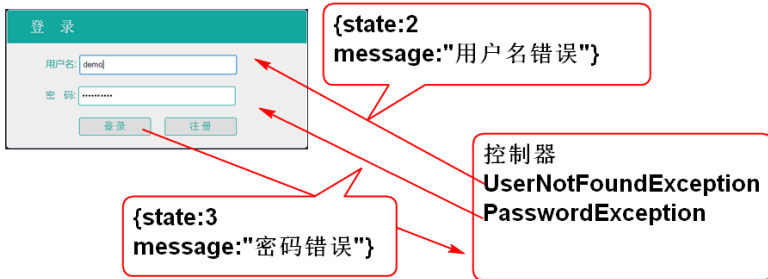 登 录
用户名: demo
密 码: ••••••••••
登 录 注 册
{state:2
message:"用户名错误"}
控制器
UserNotFoundException
PasswordException
{state:3
message:"密码错误"}